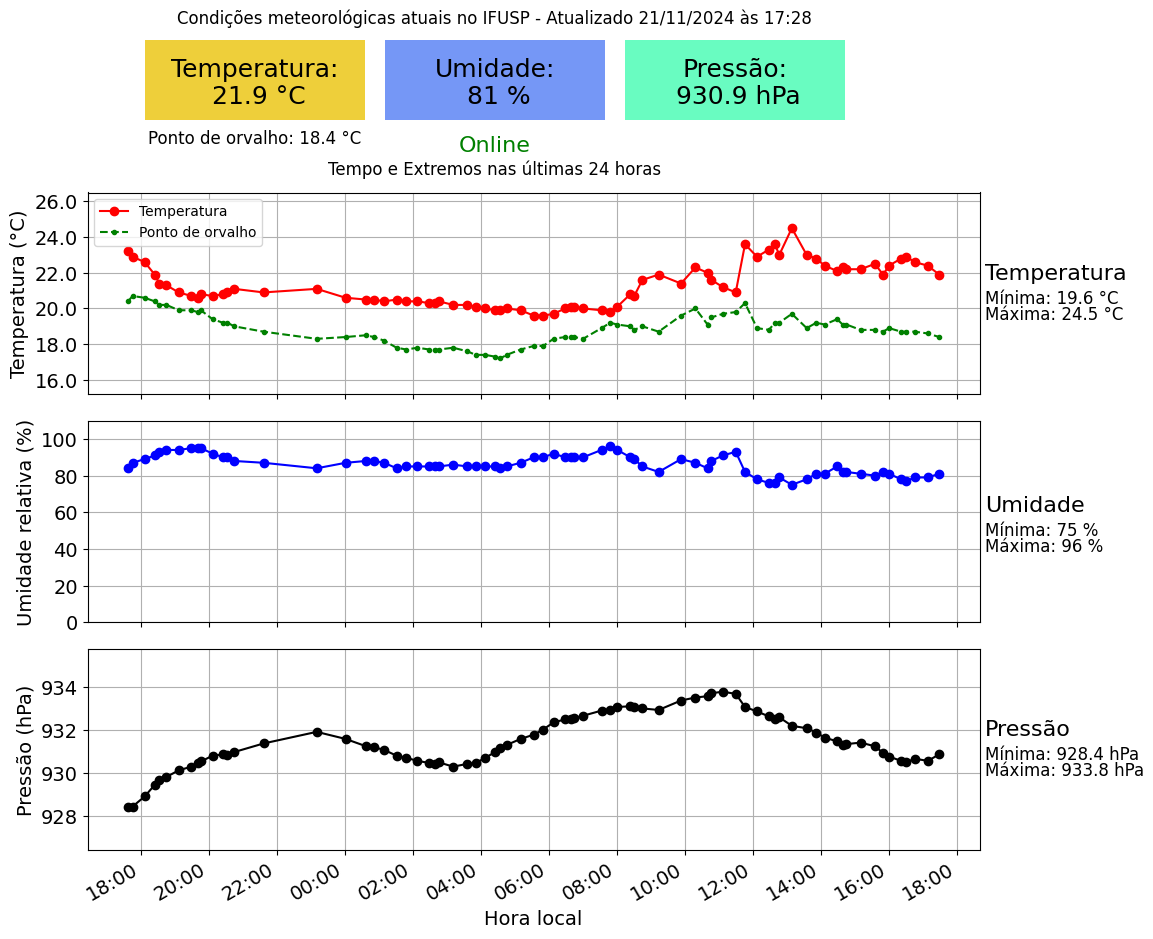 Condições meteorológicas atuais no IFUSP - Atualizado 21/11/2024 às 17:28
Temperatura:
21.9 °C
Umidade:
81 %
Pressão:
930.9 hPa
Ponto de orvalho: 18.4 °C
Online
Tempo e Extremos nas últimas 24 horas
Temperatura (°C)
26.0
24.0
22.0
20.0
18.0
16.0
Temperatura
Ponto de orvalho
Temperatura
Mínima: 19.6 °C
Máxima: 24.5 °C
Umidade relativa (%)
100
80
60
40
20
0
Umidade
Mínima: 75 %
Máxima: 96 %
Pressão (hPa)
934
932
930
928
Pressão
Mínima: 928.4 hPa
Máxima: 933.8 hPa
18:00 20:00 22:00 00:00 02:00 04:00 06:00 08:00 10:00 12:00 14:00 16:00 18:00
Hora local